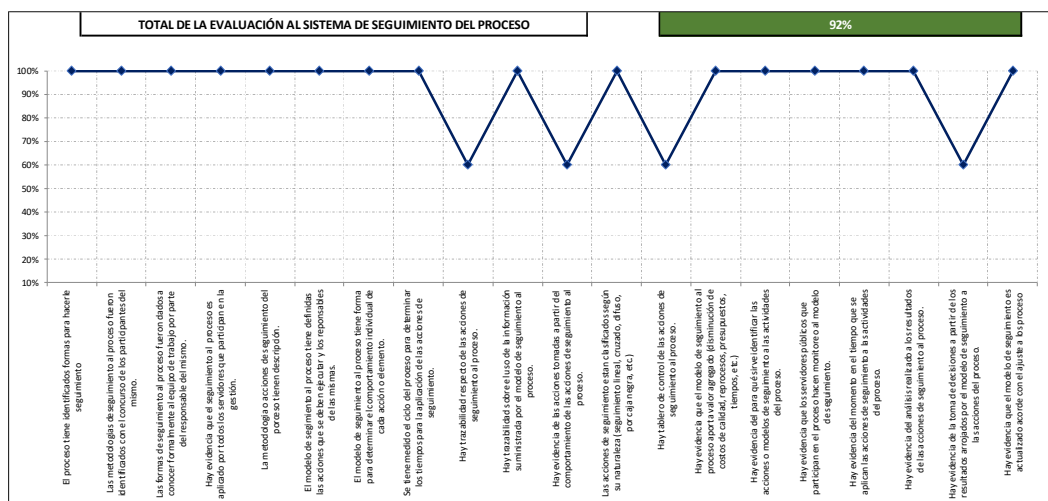 TOTAL DE LA EVALUACIÓN AL SISTEMA DE SEGUIMIENTO DEL PROCESO
92%
100%
90%
80%
70%
60%
50%
40%
30%
20%
10%
El proceso tiene identificados formas para hacerle
seguimiento
Las metodologías de seguimiento al proceso fueron
identificados con el concurso de los participantes del
mismo.
Las formas de seguimiento al proceso fueron dados a
conocer formalmente al equipo de trabajo por parte
del responsable del mismo.
Hay evidencia que el seguimiento al proceso es
aplicado por todos los servidores que participan en la
gestión.
La metodología o acciones de seguimiento del
porceso tienen descripción.
El modelo de segimiento al proceso tiene definidas
las acciones que se deben ejecutar y los reponsables
de las mismas.
El modelo de seguimiento al proceso tiene forma
para determinar el comportamiento individual de
cada acción o elemento.
Se tiene medido el ciclo del proceso para determinar
los tiempos para la aplicación de las acciones de
seguimiento.
Hay trazabilidad respecto de las acciones de
seguimiento al proceso.
Hay trazabilidad sobre el uso de la información
suministrada por el modelo de seguimiento al
proceso.
Hay evidencia de las acciones tomadas a partir del
comportamiento de las acciones de seguimiento al
proceso.
Las acciones de seguimiento estan clasificados según
su naturaleza (seguimiento lineal, cruzado, difuso,
por caja negra, etc.)
Hay tablero de control de las acciones de
seguimiento al proceso.
Hay evidencia que el modelo de seguimiento al
proceso aporta valor agregado (disminución de
costos de calidad, reprocesos, presupuestos,
tiempos, etc.)
Hay evidencia del para qué sirve identificar las
acciones o modelos de seguimiento a las actividades
del proceso.
Hay evidencia que los servidores públicos que
participan en el proceso hacen monitoreo al modelo
de seguimiento.
Hay evidencia del momento en el tiempo que se
aplican las acciones de seguimiento a las actividades
del proceso.
Hay evidencia del análisis realizado a los resultados
de las acciones de seguimiento al proceso.
Hay evidencia de la toma de decisiones a partir de los
resultados arrojados por el modelo de seguimiento a
las acciones del proceso.
Hay evidencia que el modelo de seguimiento es
actualizado acorde con el ajuste a los proceso